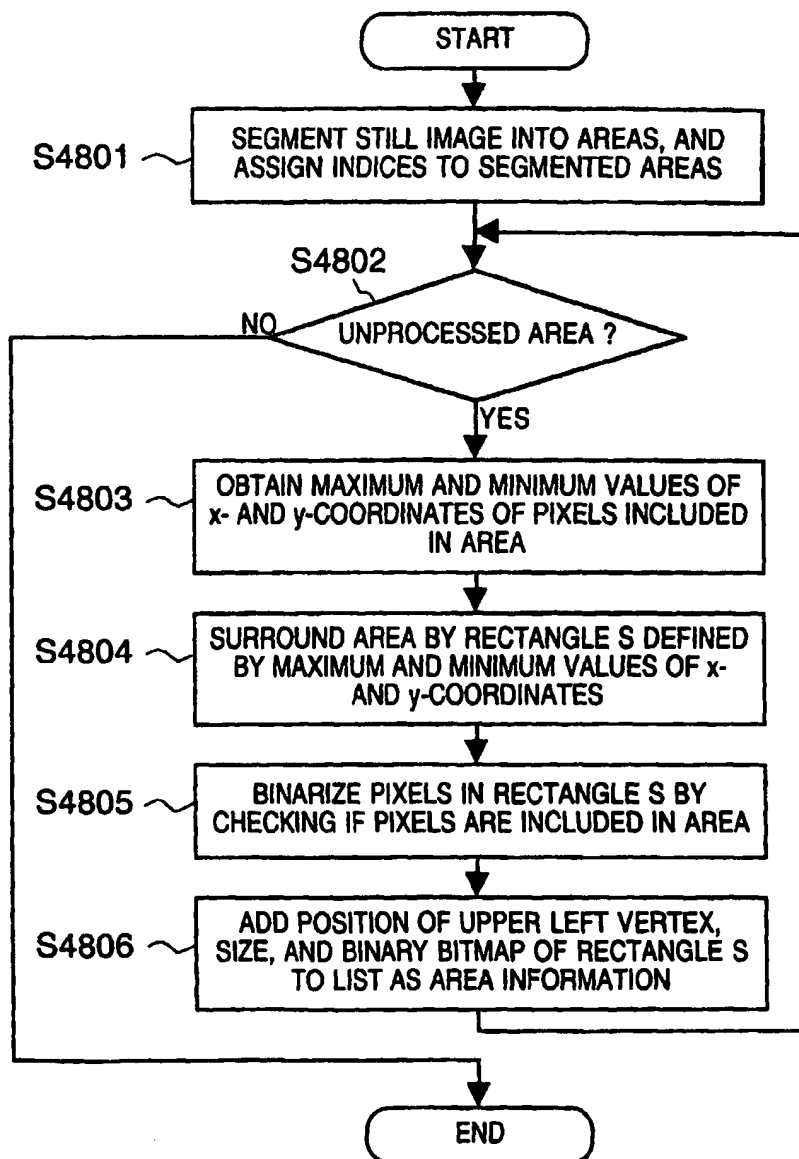 START
S4801
SEGMENT STILL IMAGE INTO AREAS, AND
ASSIGN INDICES TO SEGMENTED AREAS
S4802
NO
UNPROCESSED AREA ?
YES
S4803
OBTAIN MAXIMUM AND MINIMUM VALUES OF
x- AND y-COORDINATES OF PIXELS INCLUDED
IN AREA
S4804
SURROUND AREA BY RECTANGLE S DEFINED
BY MAXIMUM AND MINIMUM VALUES OF x-
AND y-COORDINATES
S4805
BINARIZE PIXELS IN RECTANGLE S BY
CHECKING IF PIXELS ARE INCLUDED IN AREA
S4806
ADD POSITION OF UPPER LEFT VERTEX,
SIZE, AND BINARY BITMAP OF RECTANGLE S
TO LIST AS AREA INFORMATION
END